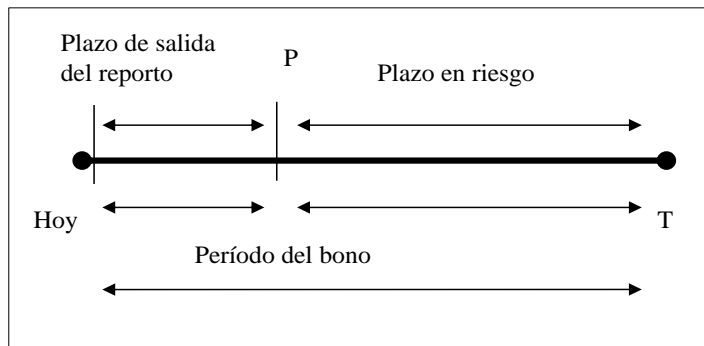 Plazo de salida
del reporto
P
Plazo en riesgo
Hoy
T
Período del bono